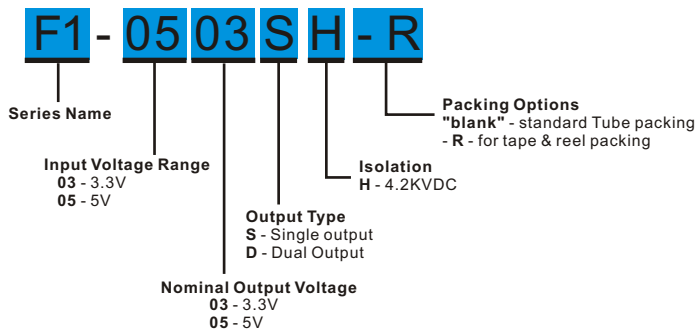 F1 - 05 03 S H - R
Series Name
Packing Options
"blank" - standard Tube packing
- R - for tape & reel packing
Input Voltage Range
03 - 3.3V
05 - 5V
Isolation
H - 4.2KVDC
Output Type
S - Single output
D - Dual Output
Nominal Output Voltage
03 - 3.3V
05 - 5V